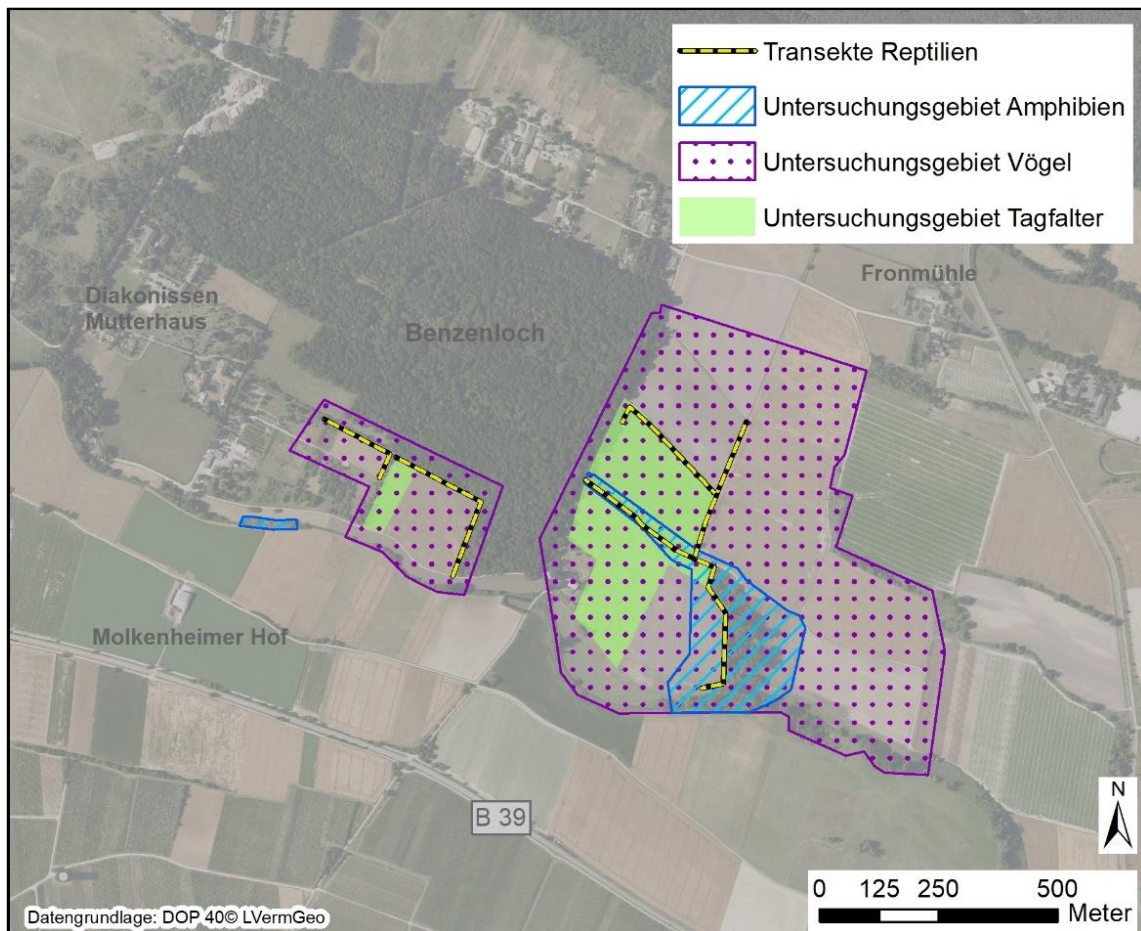 Transekte Reptilien
Untersuchungsgebiet Amphibien
Untersuchungsgebiet Vögel
Untersuchungsgebiet Tagfalter
Fronmühle
Diakonissen
Mutterhaus
Benzenloch
Molkenheimer Hof
B 39
N
0 125 250 500
Meter
Datengrundlage: DOP 40© LVermGeo